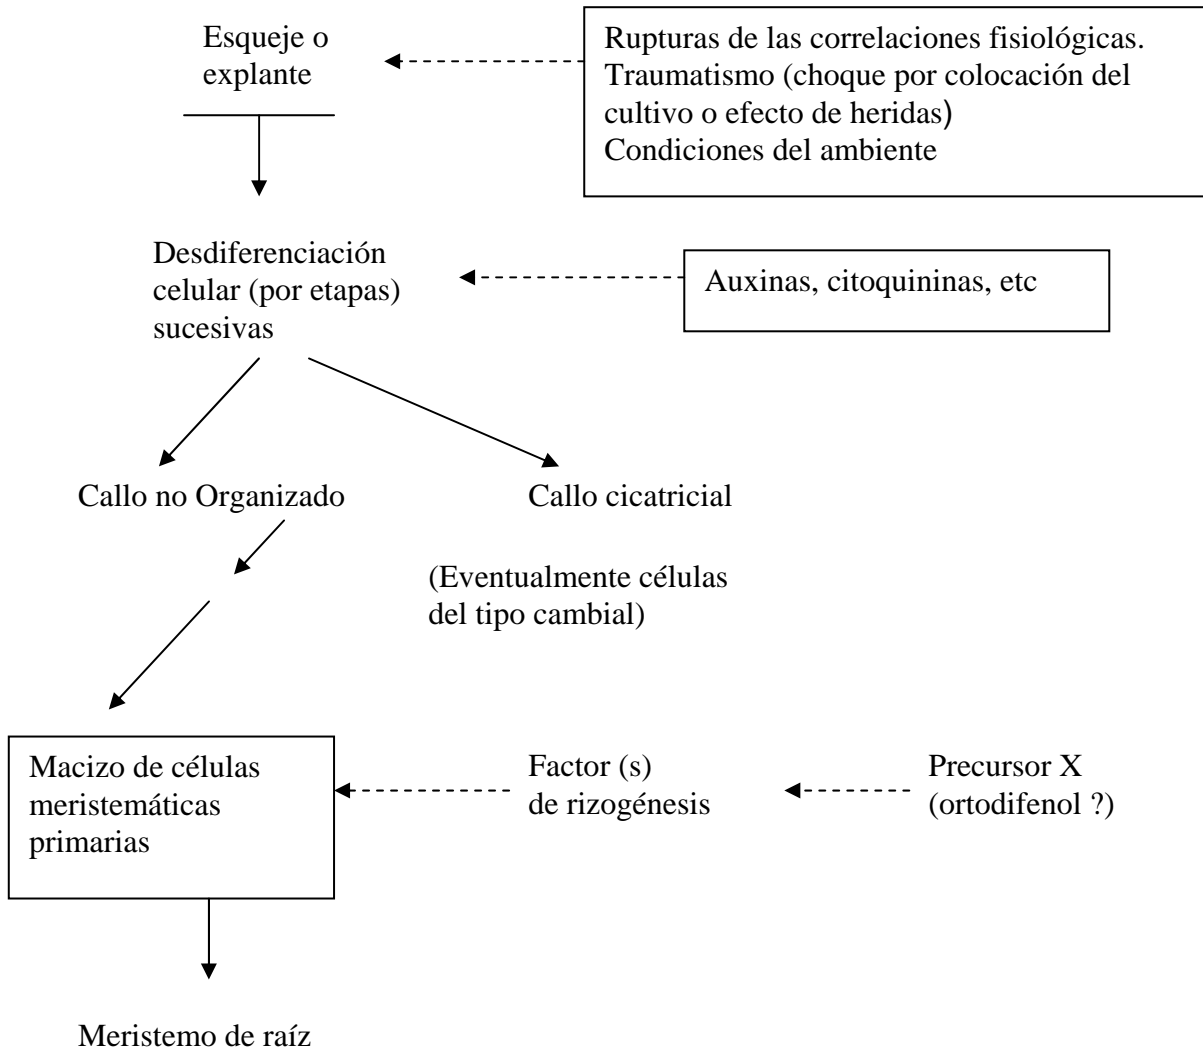 Esqueje o
explante
Rupturas de las correlaciones fisiológicas.
Traumatismo (choque por colocación del
cultivo o efecto de heridas)
Condiciones del ambiente
Desdiferenciación
celular (por etapas)
sucesivas
Auxinas, citoquininas, etc
Callo no Organizado
Callo cicatricial
(Eventualmente células
del tipo cambial)
Macizo de células
meristemáticas
primarias
Factor (s)
de rizogénesis
Precursor X
(ortodifenol ?)
Meristemo de raíz